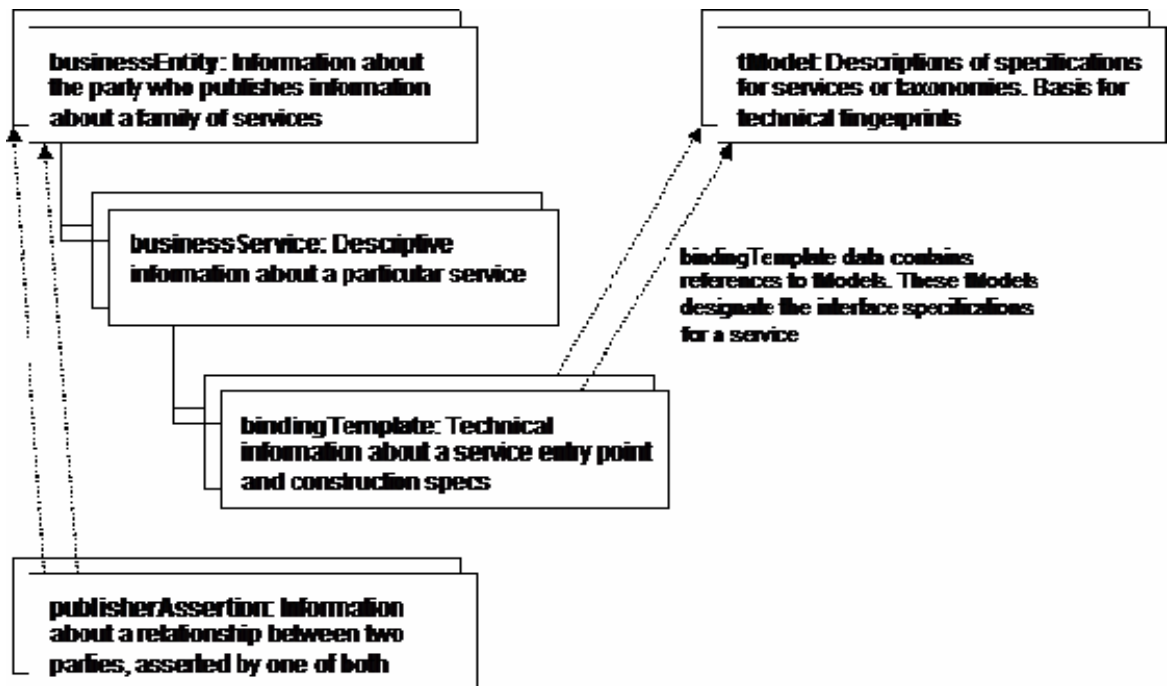 businessEntity: Information about
the party who publishes information
about a family of services
tModel: Descriptions of specifications
for services or taxonomies. Basis for
technical fingerprints
businessService: Descriptive
information about a particular service
bindingTemplate data contains
references to tModels. These tModels
designate the interface specifications
for a service
bindingTemplate: Technical
information about a service entry point
and construction specs
publisherAssertion: Information
about a relationship between two
parties, asserted by one of both